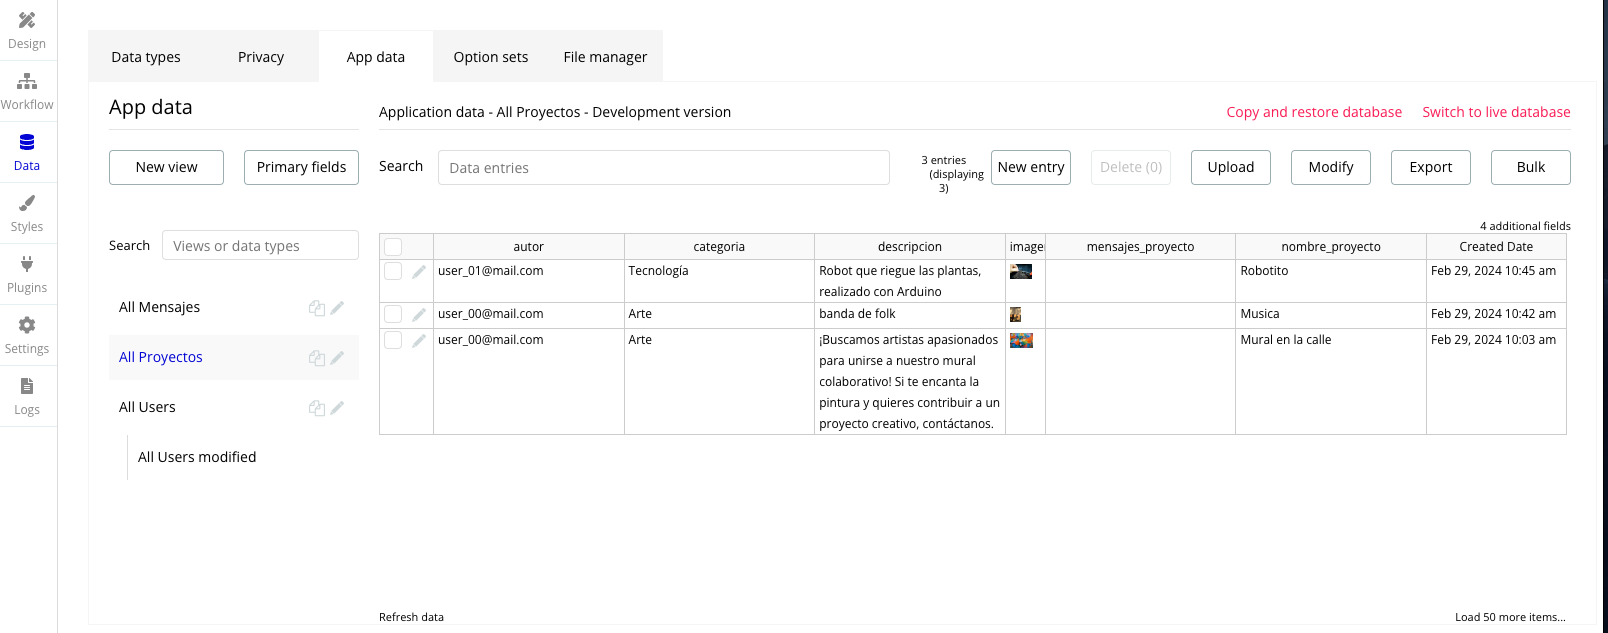 Design
Workflow
Data
Styles
Plugins
Settings
Logs
Data types
Privacy
App data
Option sets
File manager
App data
Application data - All Proyectos - Development version
Copy and restore database
Switch to live database
New view
Primary fields
Search
Data entries
3 entries
(displaying
3)
New entry
Delete (0)
Upload
Modify
Export
Bulk
4 additional fields
Search
Views or data types
All Mensajes
All Proyectos
All Users
All Users modified
autor
categoria
descripcion
image
mensajes_proyecto
nombre_proyecto
Created Date
user_01@mail.com
Tecnología
Robot que riegue las plantas,
realizado con Arduino
Robotito
Feb 29, 2024 10:45 am
user_00@mail.com
Arte
banda de folk
Musica
Feb 29, 2024 10:42 am
user_00@mail.com
Arte
¡Buscamos artistas apasionados
para unirse a nuestro mural
colaborativo! Si te encanta la
pintura y quieres contribuir a un
proyecto creativo, contáctanos.
Mural en la calle
Feb 29, 2024 10:03 am
Refresh data
Load 50 more items...